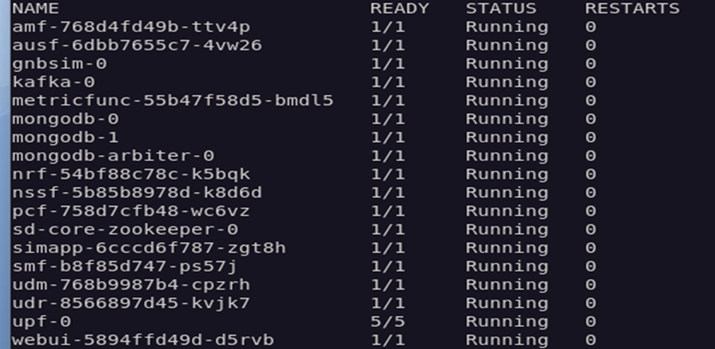 NAME READY STATUS RESTARTS
amf-768d4fd49b-ttv4p 1/1 Running 0
ausf-6dbb7655c7-4vw26 1/1 Running 0
gnbsim-0 1/1 Running 0
kafka-0 1/1 Running 0
metricfunc-55b47f58d5-bmdl5 1/1 Running 0
mongodb-0 1/1 Running 0
mongodb-1 1/1 Running 0
mongodb-arbiter-0 1/1 Running 0
nrf-54bf88c78c-k5bqk 1/1 Running 0
nssf-5b85b8978d-k8d6d 1/1 Running 0
pcf-758d7cfb48-wc6vz 1/1 Running 0
sd-core-zookeeper-0 1/1 Running 0
simapp-6cccd6f787-zgt8h 1/1 Running 0
smf-b8f85d747-ps57j 1/1 Running 0
udm-768b9987b4-cpzrh 1/1 Running 0
udr-8566897d45-kvjk7 1/1 Running 0
upf-0 5/5 Running 0
webui-5894ffd49d-d5rvb 1/1 Running 0